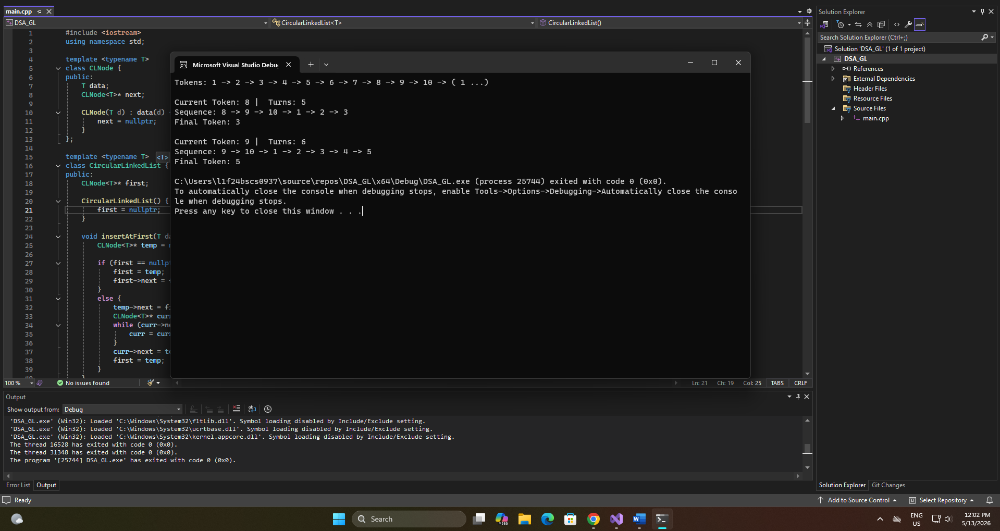 main.cpp
DSA_GL
CircularLinkedList<T>
CircularLinkedList()
1 #include <iostream>
2 using namespace std;
3
4 template <typename T>
5 class CLNode {
6 public:
7 T data;
8 CLNode<T>* next;
9
10 CLNode(T d) : data(d)
11 next = nullptr;
12 }
13 };
14
15 template <typename T> <T>
16 class CircularLinkedList {
17 public:
18 CLNode<T>* first;
19
20 CircularLinkedList() {
21 first = nullptr;
22 }
23
24 void insertAtFirst(T
25 CLNode<T>* temp =
26
27 if (first == nullpt
28 first = temp;
29 first->next =
30 }
31 else {
32 temp->next =
33 CLNode<T>* curr
34 while (curr->ne
35 curr = curr
36 }
37 curr->next =
38 first = temp;
39 }
40 }
Microsoft Visual Studio Debu
Tokens: 1 -> 2 -> 3 -> 4 -> 5 -> 6 -> 7 -> 8 -> 9 -> 10 -> ( 1 ...)
Current Token: 8 |  Turns: 5
Sequence: 8 -> 9 -> 10 -> 1 -> 2 -> 3
Final Token: 3
Current Token: 9 |  Turns: 6
Sequence: 9 -> 10 -> 1 -> 2 -> 3 -> 4 -> 5
Final Token: 5
C:\Users\l1f24bscs0937\source\repos\DSA_GL\x64\Debug\DSA_GL.exe (process 25744) exited with code 0 (0x0).
To automatically close the console when debugging stops, enable Tools->Options->Debugging->Automatically close the conso
le when debugging stops.
Press any key to close this window . . .
100 %
No issues found
Ln: 21 Ch: 19 Col: 25 TABS CRLF
Output
Show output from: Debug
'DSA_GL.exe' (Win32): Loaded 'C:\Windows\System32\fltLib.dll'. Symbol loading disabled by Include/Exclude setting.
'DSA_GL.exe' (Win32): Loaded 'C:\Windows\System32\ucrtbase.dll'. Symbol loading disabled by Include/Exclude setting.
'DSA_GL.exe' (Win32): Loaded 'C:\Windows\System32\kernel.appcore.dll'. Symbol loading disabled by Include/Exclude setting.
The thread 16528 has exited with code 0 (0x0).
The thread 31348 has exited with code 0 (0x0).
The program '[25744] DSA_GL.exe' has exited with code 0 (0x0).
Error List Output
Solution Explorer
Search Solution Explorer (Ctrl+;)
Solution 'DSA_GL' (1 of 1 project)
DSA_GL
References
External Dependencies
Header Files
Resource Files
Source Files
main.cpp
Solution Explorer Git Changes
Ready
Add to Source Control
Select Repository
Search
M365
ENG
US
12:02 PM
5/13/2026